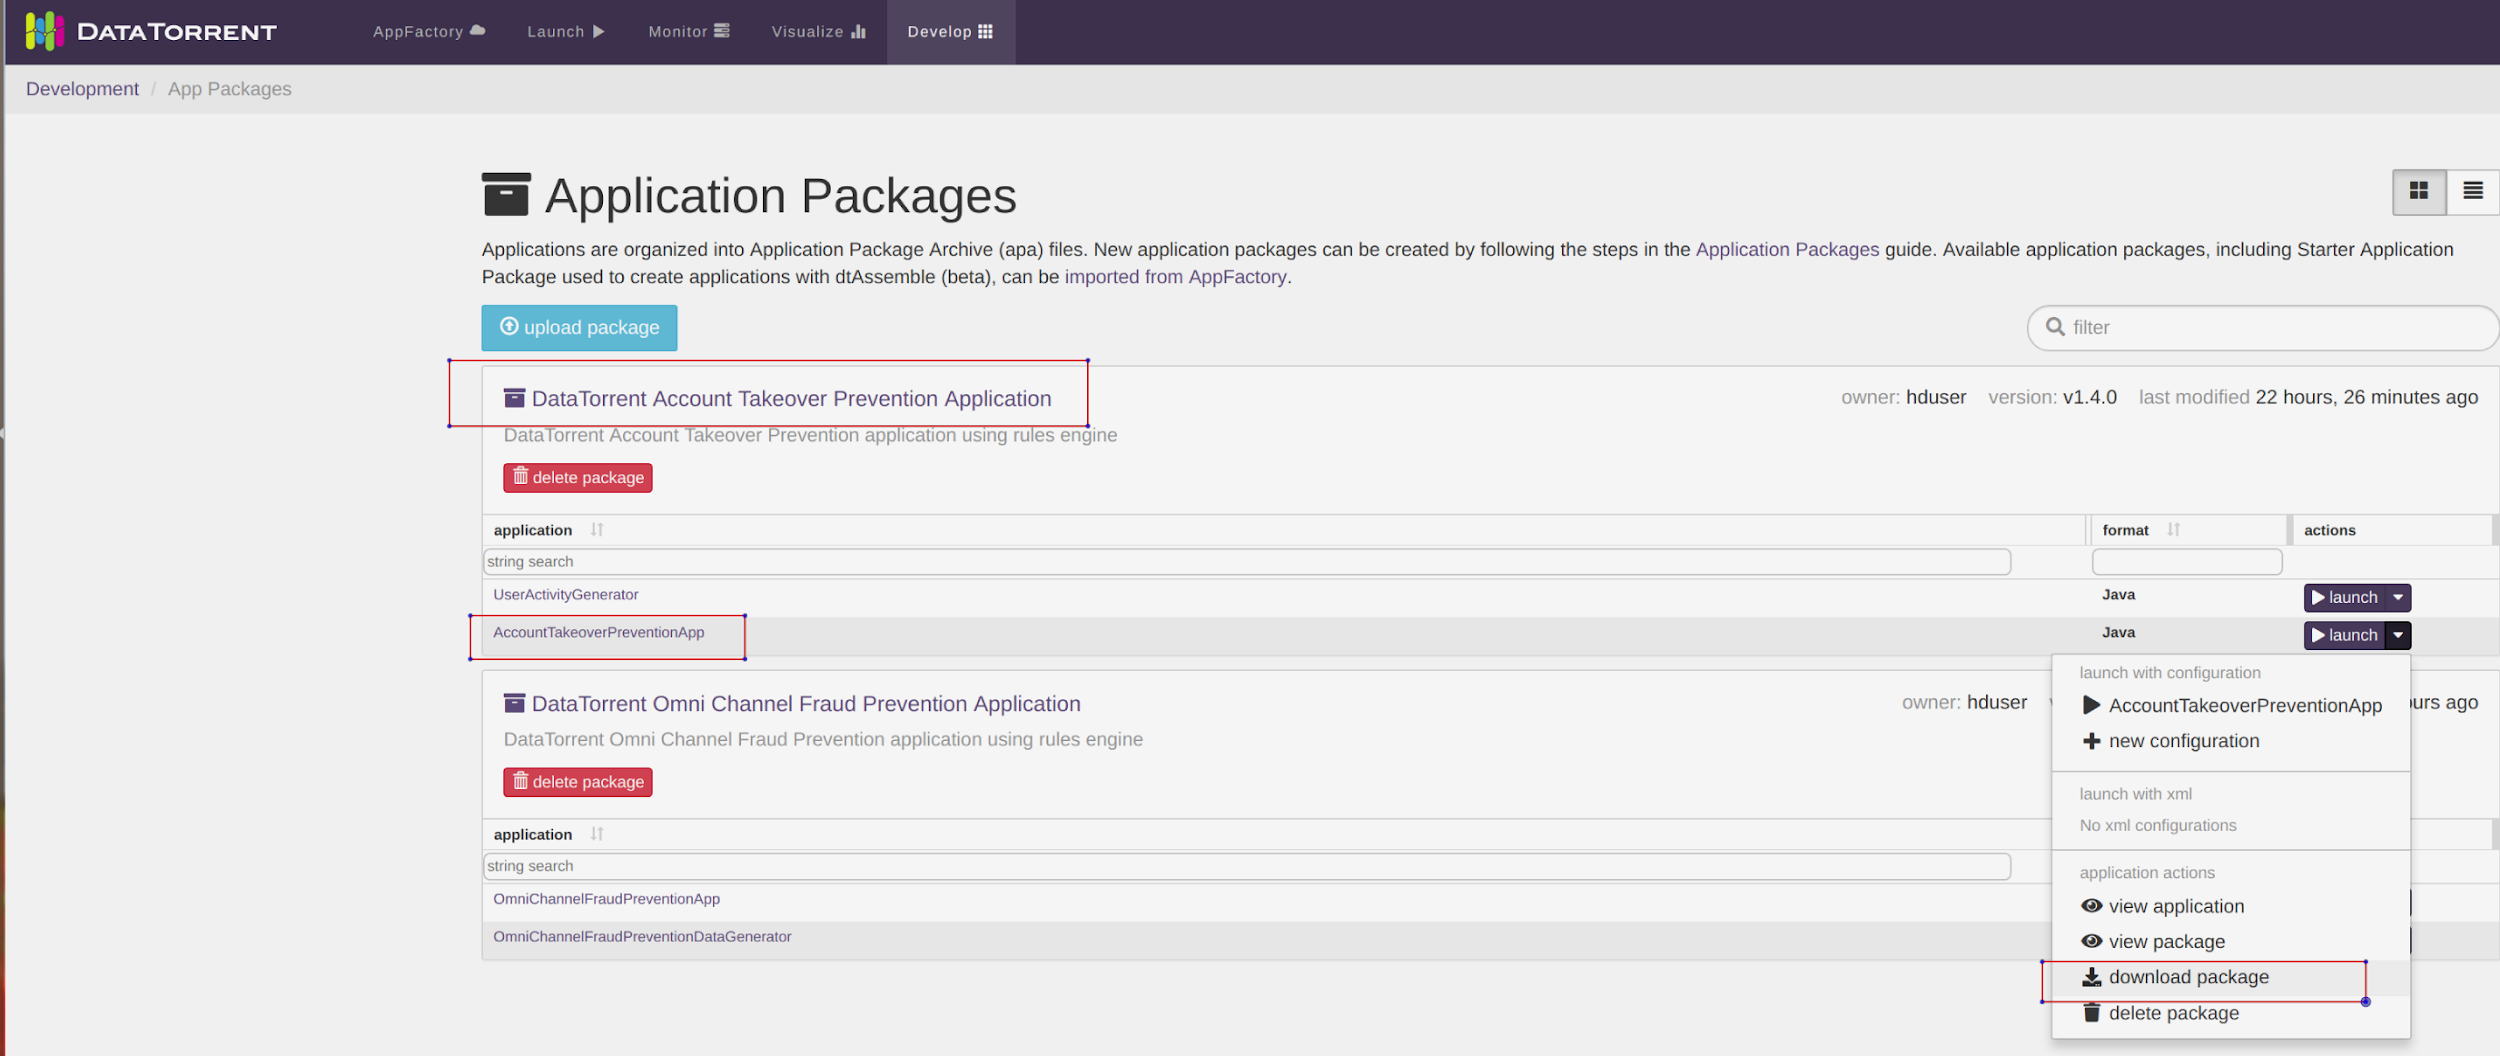 DATATORRENT
AppFactory
Launch
Monitor
Visualize
Develop
Development / App Packages
Application Packages
Applications are organized into Application Package Archive (apa) files. New application packages can be created by following the steps in the Application Packages guide. Available application packages, including Starter Application
Package used to create applications with dtAssemble (beta), can be imported from AppFactory.
upload package
filter
DataTorrent Account Takeover Prevention Application
owner: hduser version: v1.4.0 last modified 22 hours, 26 minutes ago
DataTorrent Account Takeover Prevention application using rules engine
delete package
application format actions
string search
UserActivityGenerator Java launch
AccountTakeoverPreventionApp Java launch
launch with configuration
AccountTakeoverPreventionApp
new configuration
launch with xml
No xml configurations
application actions
view application
view package
download package
delete package
DataTorrent Omni Channel Fraud Prevention Application
owner: hduser ago
DataTorrent Omni Channel Fraud Prevention application using rules engine
delete package
application
string search
OmniChannelFraudPreventionApp
OmniChannelFraudPreventionDataGenerator